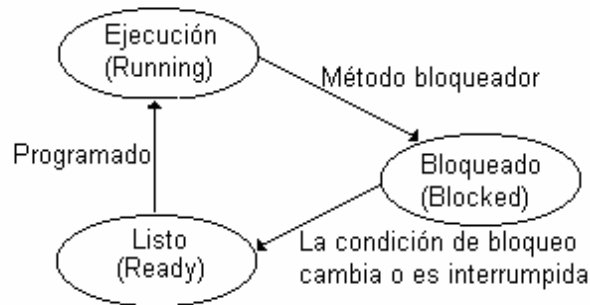 Ejecución
(Running)
Método bloqueador
Programado
Bloqueado
(Blocked)
Listo
(Ready)
La condición de bloqueo
cambia o es interrumpida